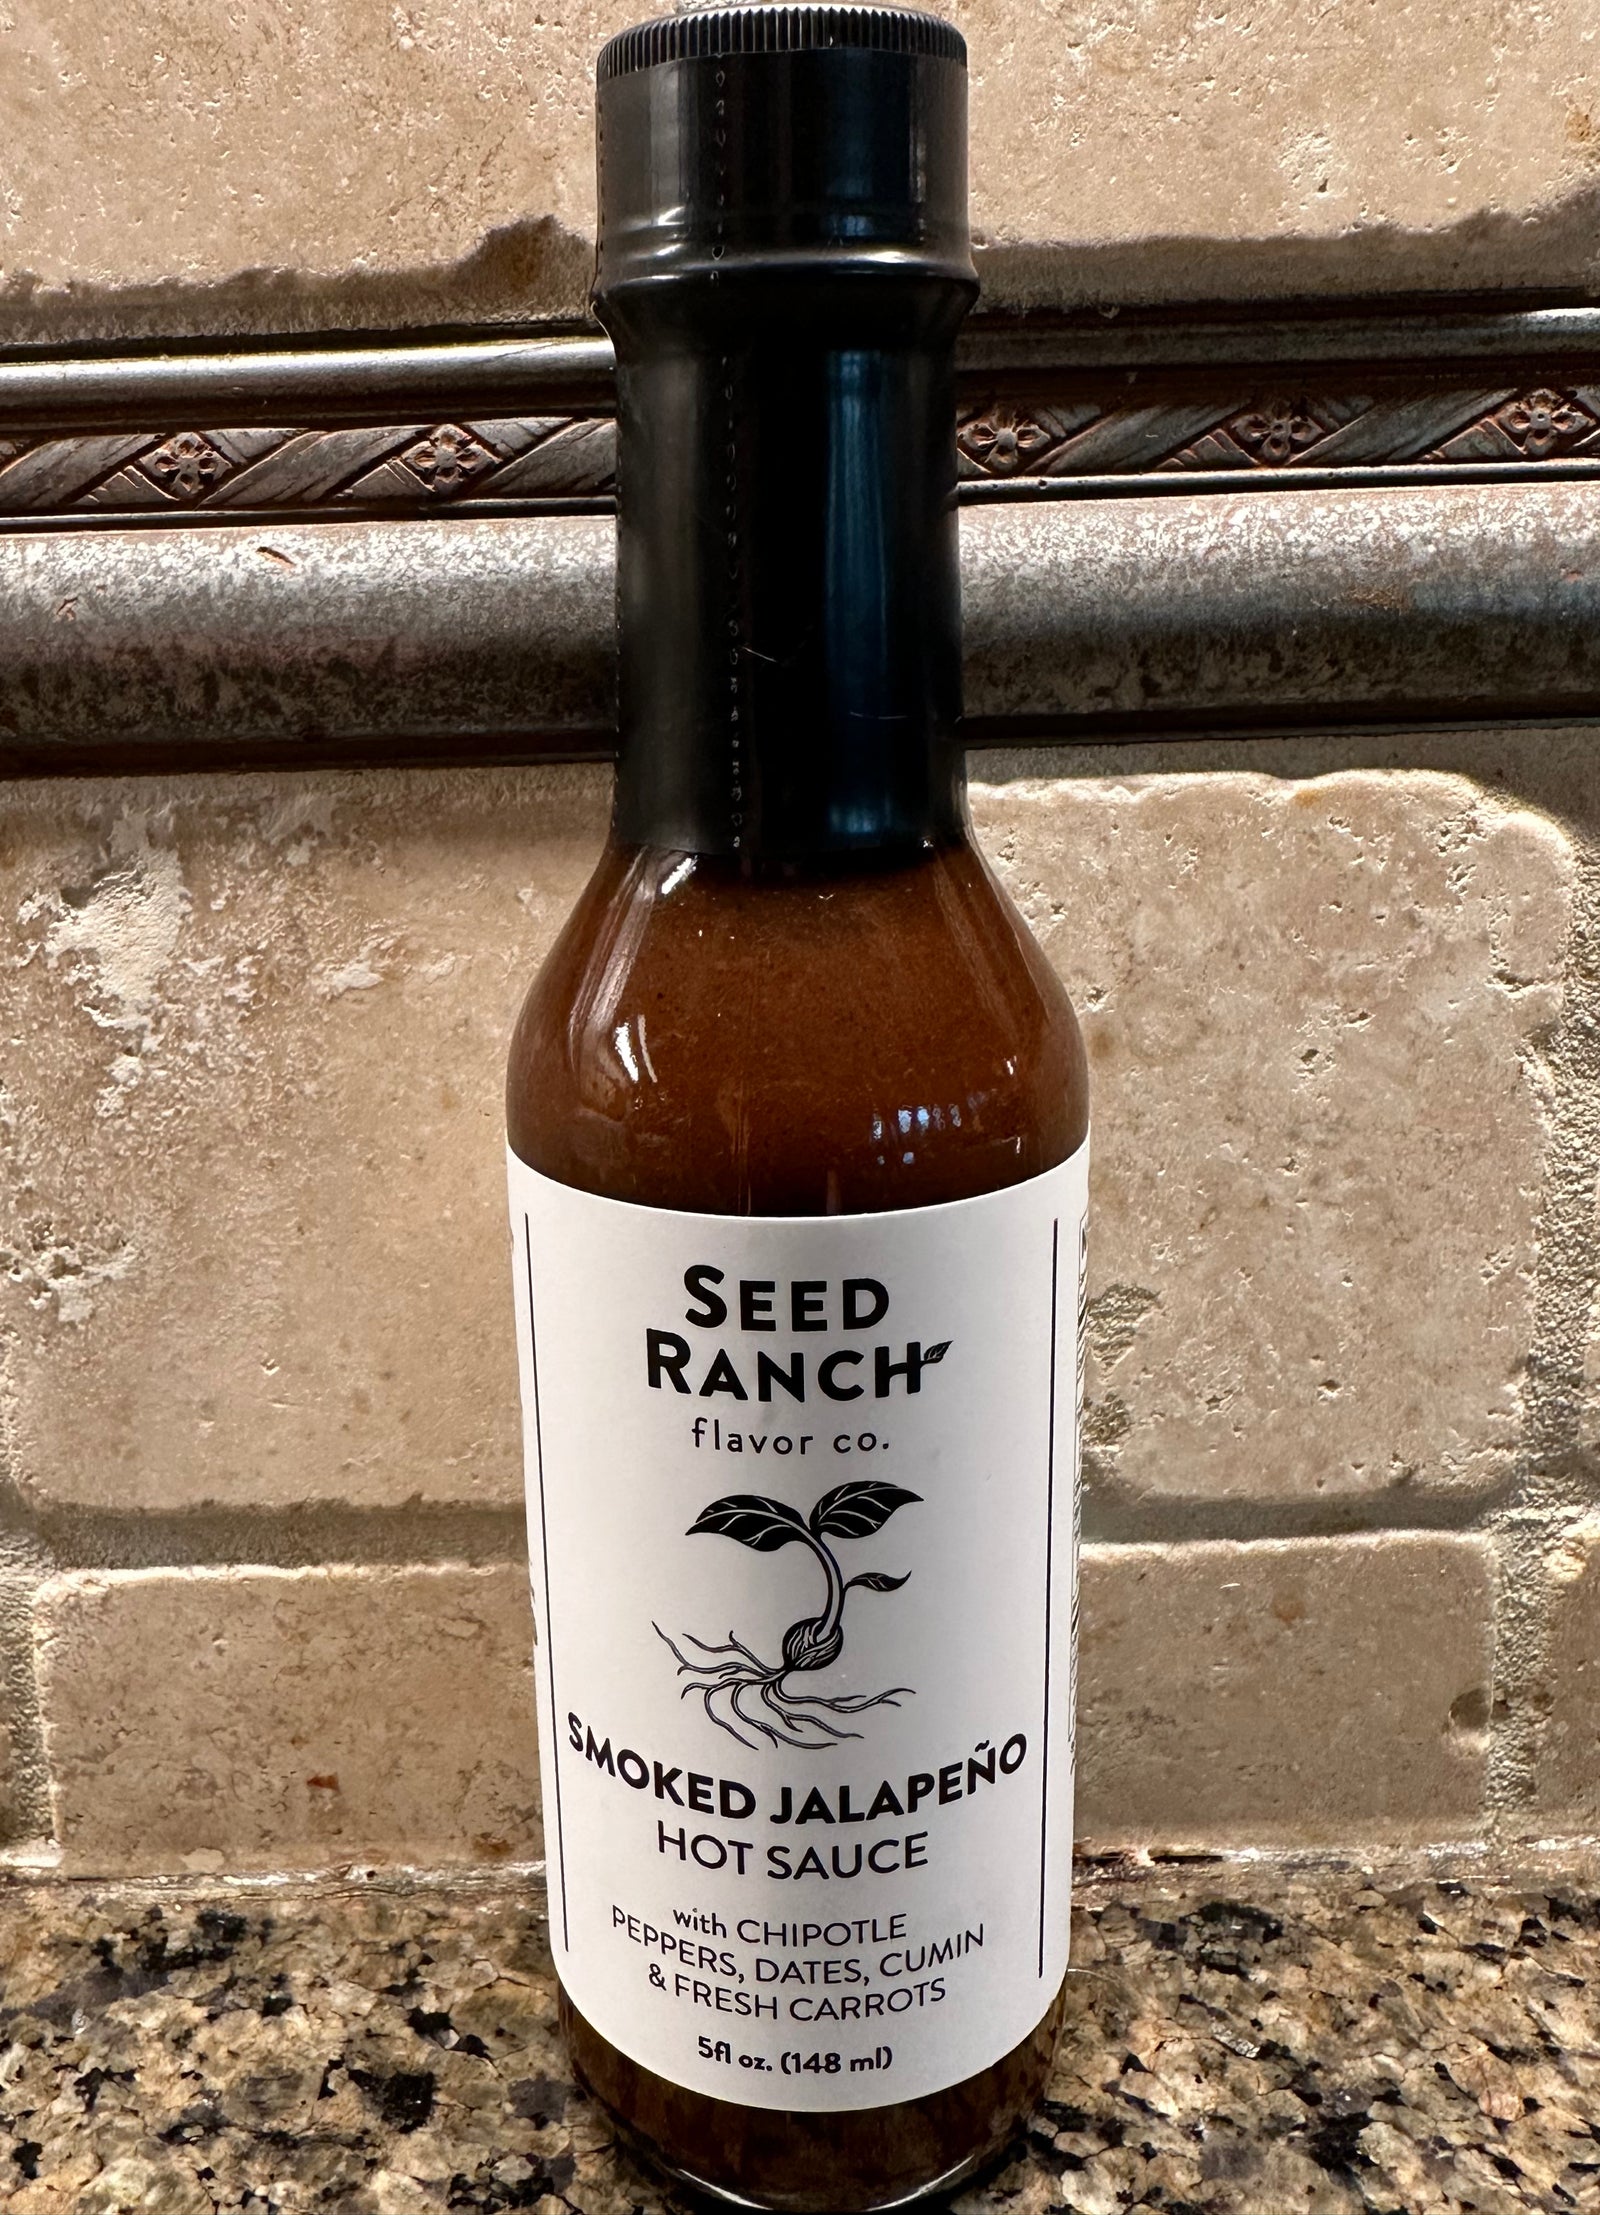 SEED
RANCH
flavor co.
SMOKED JALAPEÑO
HOT SAUCE
with CHIPOTLE
PEPPERS, DATES, CUMIN
& FRESH CARROTS
5fl oz. (148 ml)